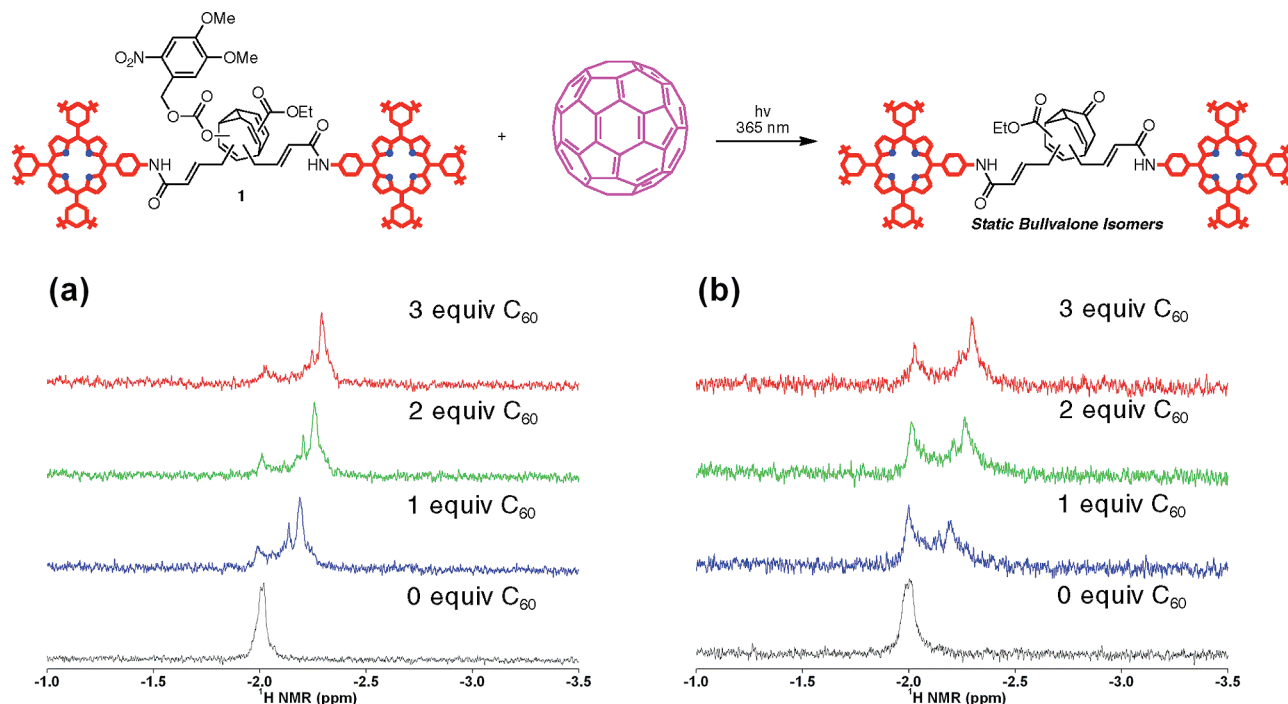 OMe
O₂N
OMe
O
O
O
O
OEt
O
NH
O
1
HN
+
hν
365 nm
O
O
EtO
O
NH
O
HN
Static Bullvalone Isomers
(a)
3 equiv C₆₀
2 equiv C₆₀
1 equiv C₆₀
0 equiv C₆₀
-1.0 -1.5 -2.0 -2.5 -3.0 -3.5
¹H NMR (ppm)
(b)
3 equiv C₆₀
2 equiv C₆₀
1 equiv C₆₀
0 equiv C₆₀
-1.0 -1.5 -2.0 -2.5 -3.0 -3.5
¹H NMR (ppm)